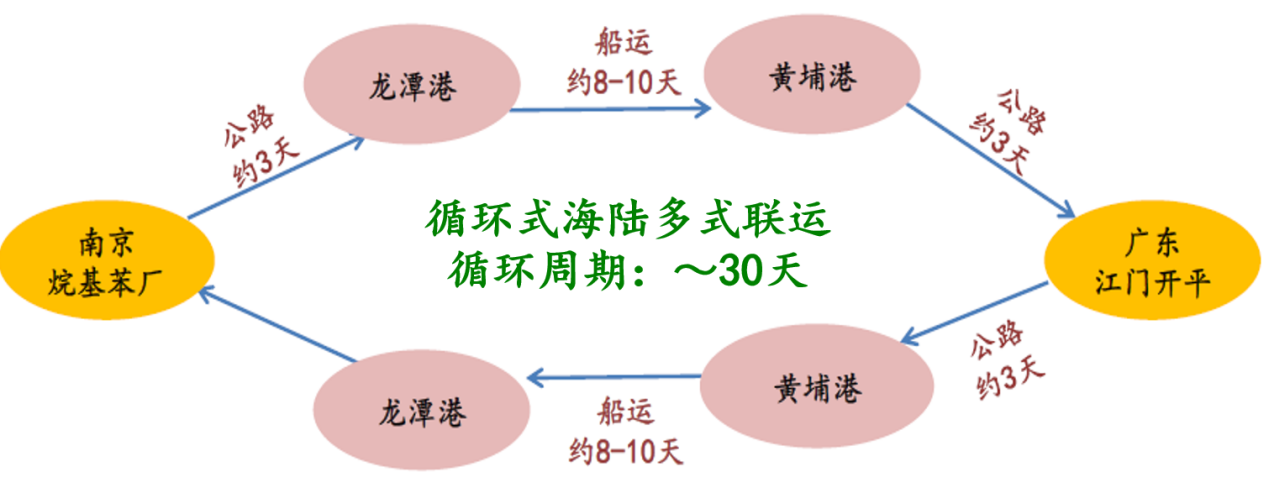 船运
约8-10天
龙潭港
黄埔港
公路
约3天
公路
约3天
循环式海陆多式联运
循环周期：～30天
南京
烷基苯厂
广东
江门开平
公路
约3天
黄埔港
龙潭港
船运
约8-10天